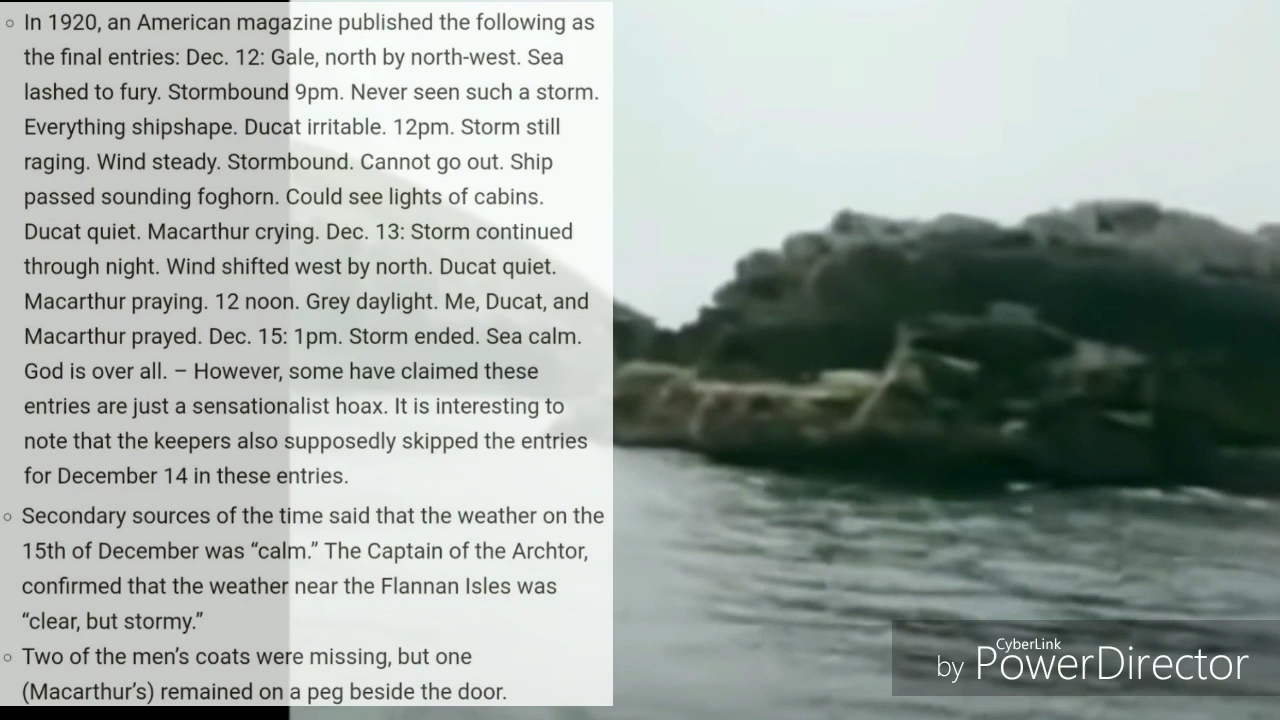 In 1920, an American magazine published the following as
the final entries: Dec. 12: Gale, north by north-west. Sea
lashed to fury. Stormbound 9pm. Never seen such a storm.
Everything shipshape. Ducat irritable. 12pm. Storm still
raging. Wind steady. Stormbound. Cannot go out. Ship
passed sounding foghorn. Could see lights of cabins.
Ducat quiet. Macarthur crying. Dec. 13: Storm continued
through night. Wind shifted west by north. Ducat quiet.
Macarthur praying. 12 noon. Grey daylight. Me, Ducat, and
Macarthur prayed. Dec. 15: 1pm. Storm ended. Sea calm.
God is over all. – However, some have claimed these
entries are just a sensationalist hoax. It is interesting to
note that the keepers also supposedly skipped the entries
for December 14 in these entries.
Secondary sources of the time said that the weather on the
15th of December was “calm.” The Captain of the Archtor,
confirmed that the weather near the Flannan Isles was
“clear, but stormy.”
Two of the men’s coats were missing, but one
(Macarthur’s) remained on a peg beside the door.
CyberLink
by PowerDirector